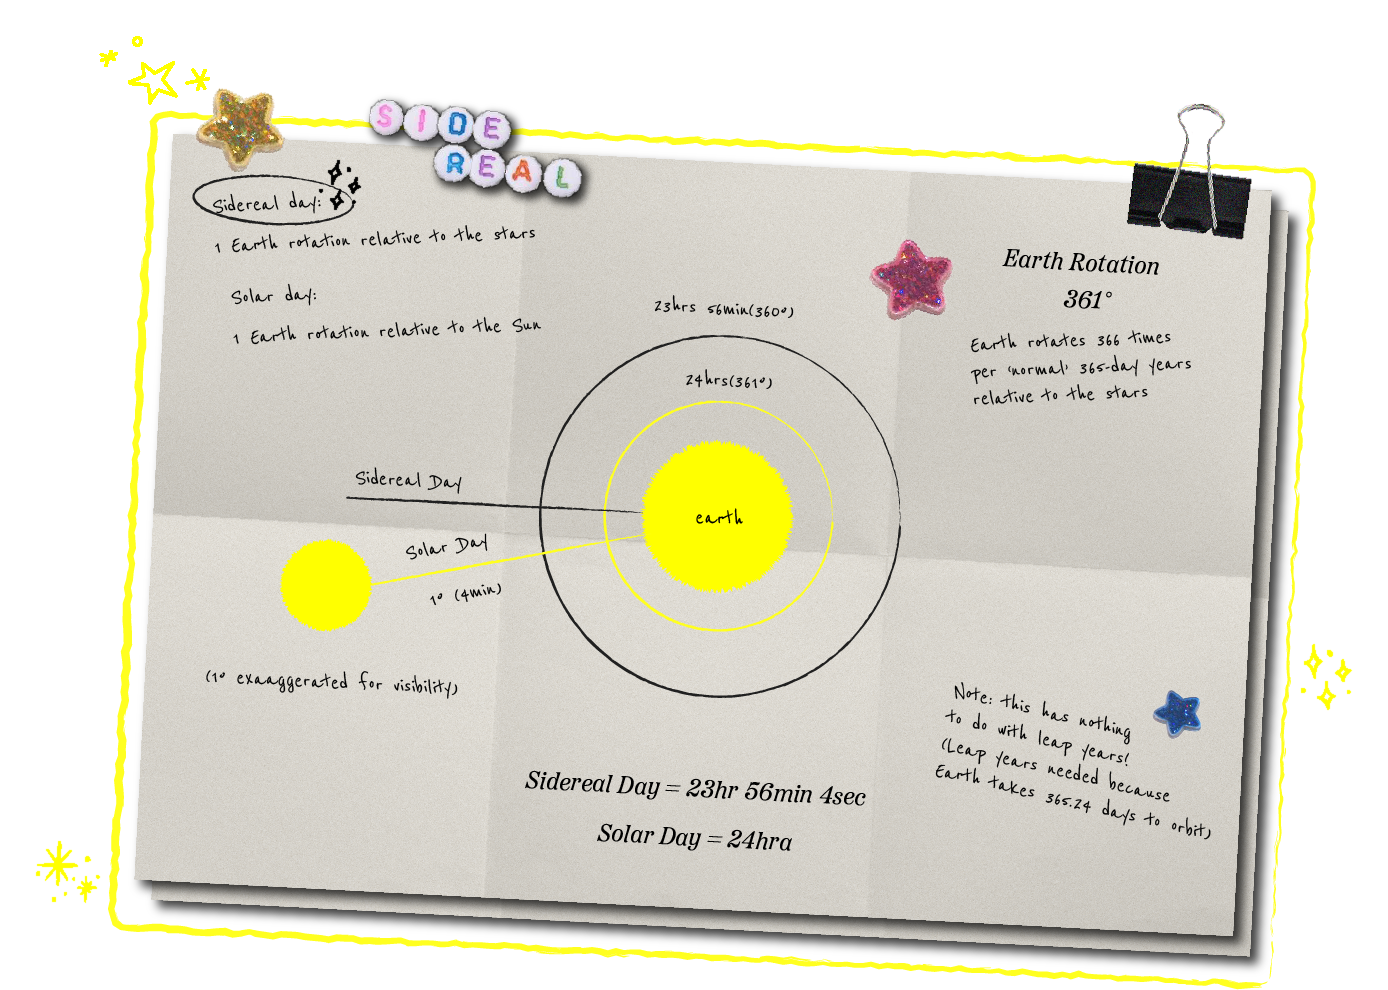 SIDE
REAL
Sidereal day:
1 Earth rotation relative to the stars
Solar day:
1 Earth rotation relative to the Sun
23hrs 56min(360°)
24hrs(361°)
earth
Sidereal Day
Solar Day
1° (4min)
(1° exaaggerated for visibility)
Earth Rotation
361°
Earth rotates 366 times
per 'normal' 365-day years
relative to the stars
Note: this has nothing
to do with leap years!
(Leap years needed because
Earth takes 365.24 days to orbit)
Sidereal Day = 23hr 56min 4sec
Solar Day = 24hra